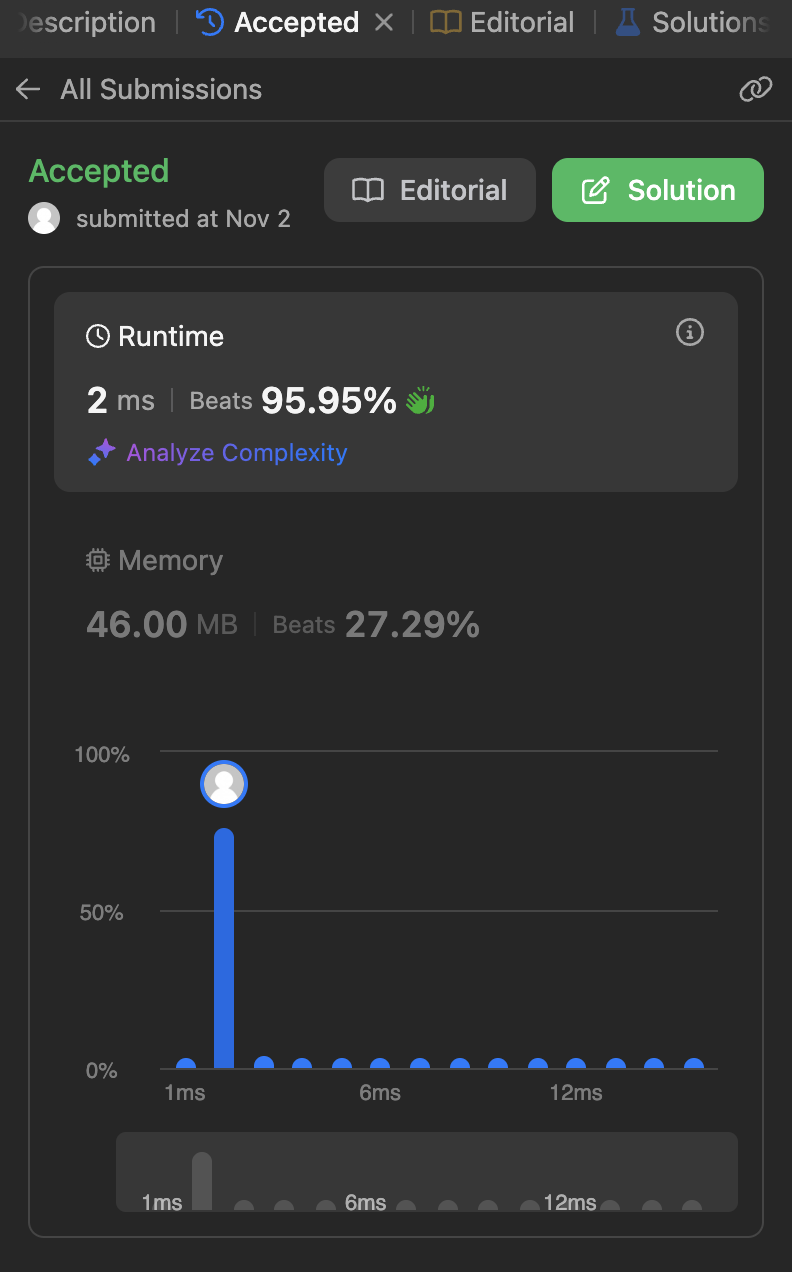 Description Accepted Editorial Solutions
All Submissions
Accepted
submitted at Nov 2
Editorial
Solution
Runtime
2 ms Beats 95.95%
Analyze Complexity
Memory
46.00 MB Beats 27.29%
100%
50%
0%
1ms 6ms 12ms
1ms 6ms 12ms